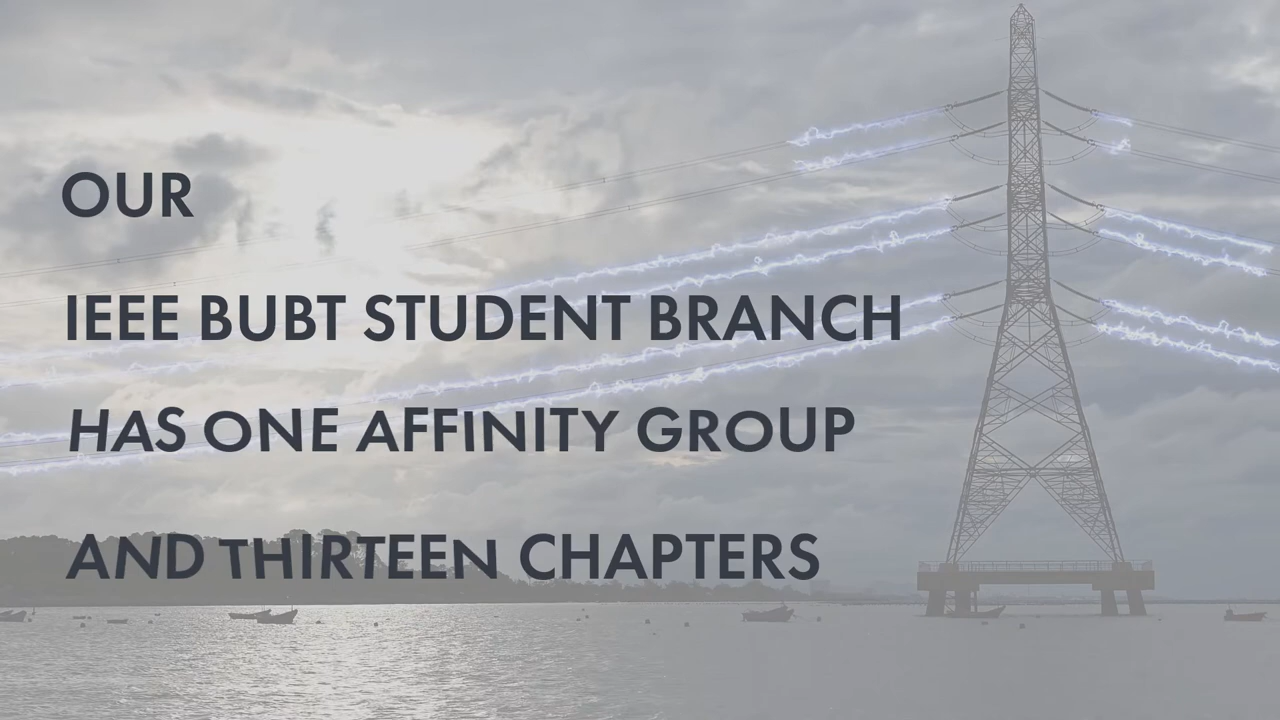 OUR
IEEE BUBT STUDENT BRANCH
HAS ONE AFFINITY GROUP
AND THIRTEEN CHAPTERS